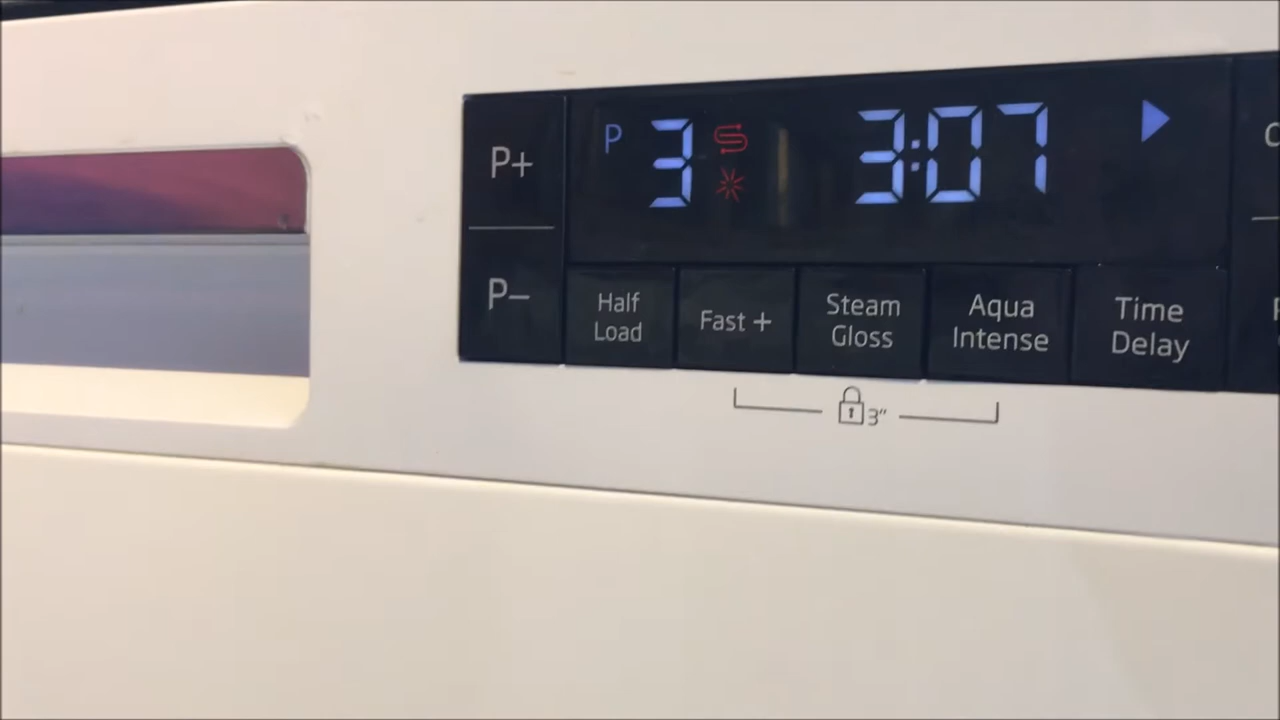 P+
P 3 3:07
P–
Half
Load
Fast +
Steam
Gloss
Aqua
Intense
Time
Delay
3"